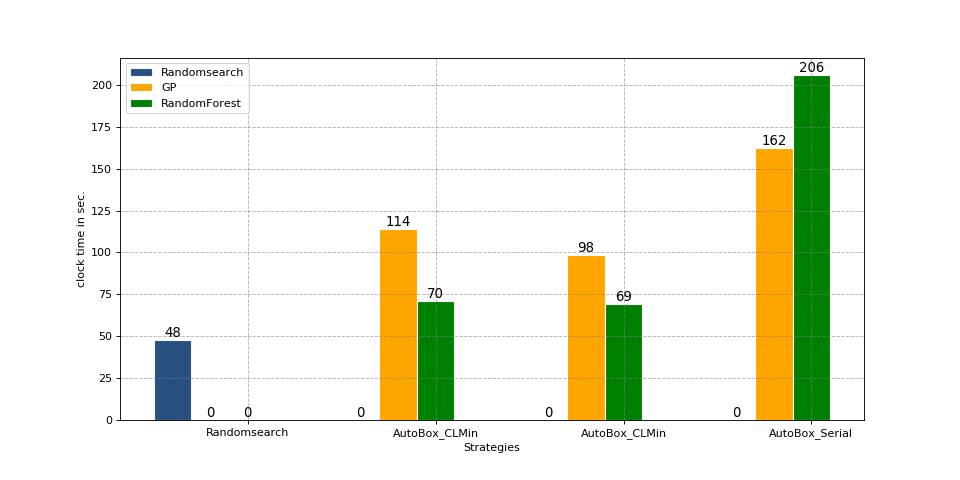 Randomsearch
GP
RandomForest
clock time in sec.
200
175
150
125
100
75
50
25
0
48
0
0
0
114
70
0
98
69
0
162
206
Randomsearch
AutoBox_CLMin
AutoBox_CLMin
AutoBox_Serial
Strategies